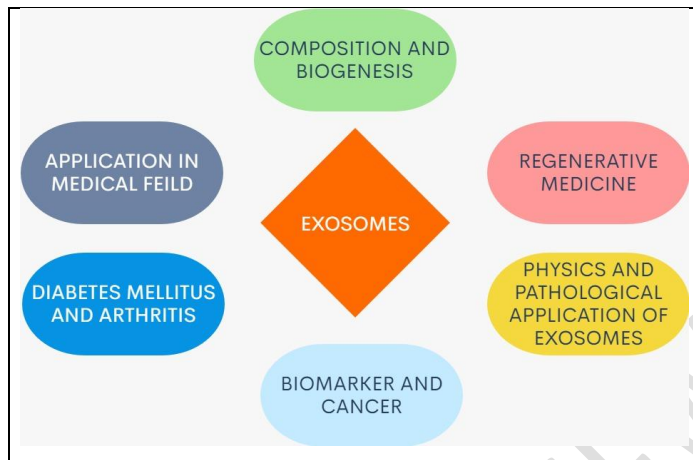 COMPOSITION AND
BIOGENESIS
APPLICATION IN
MEDICAL FEILD
REGENERATIVE
MEDICINE
EXOSOMES
DIABETES MELLITUS
AND ARTHRITIS
PHYSICS AND
PATHOLOGICAL
APPLICATION OF
EXOSOMES
BIOMARKER AND
CANCER